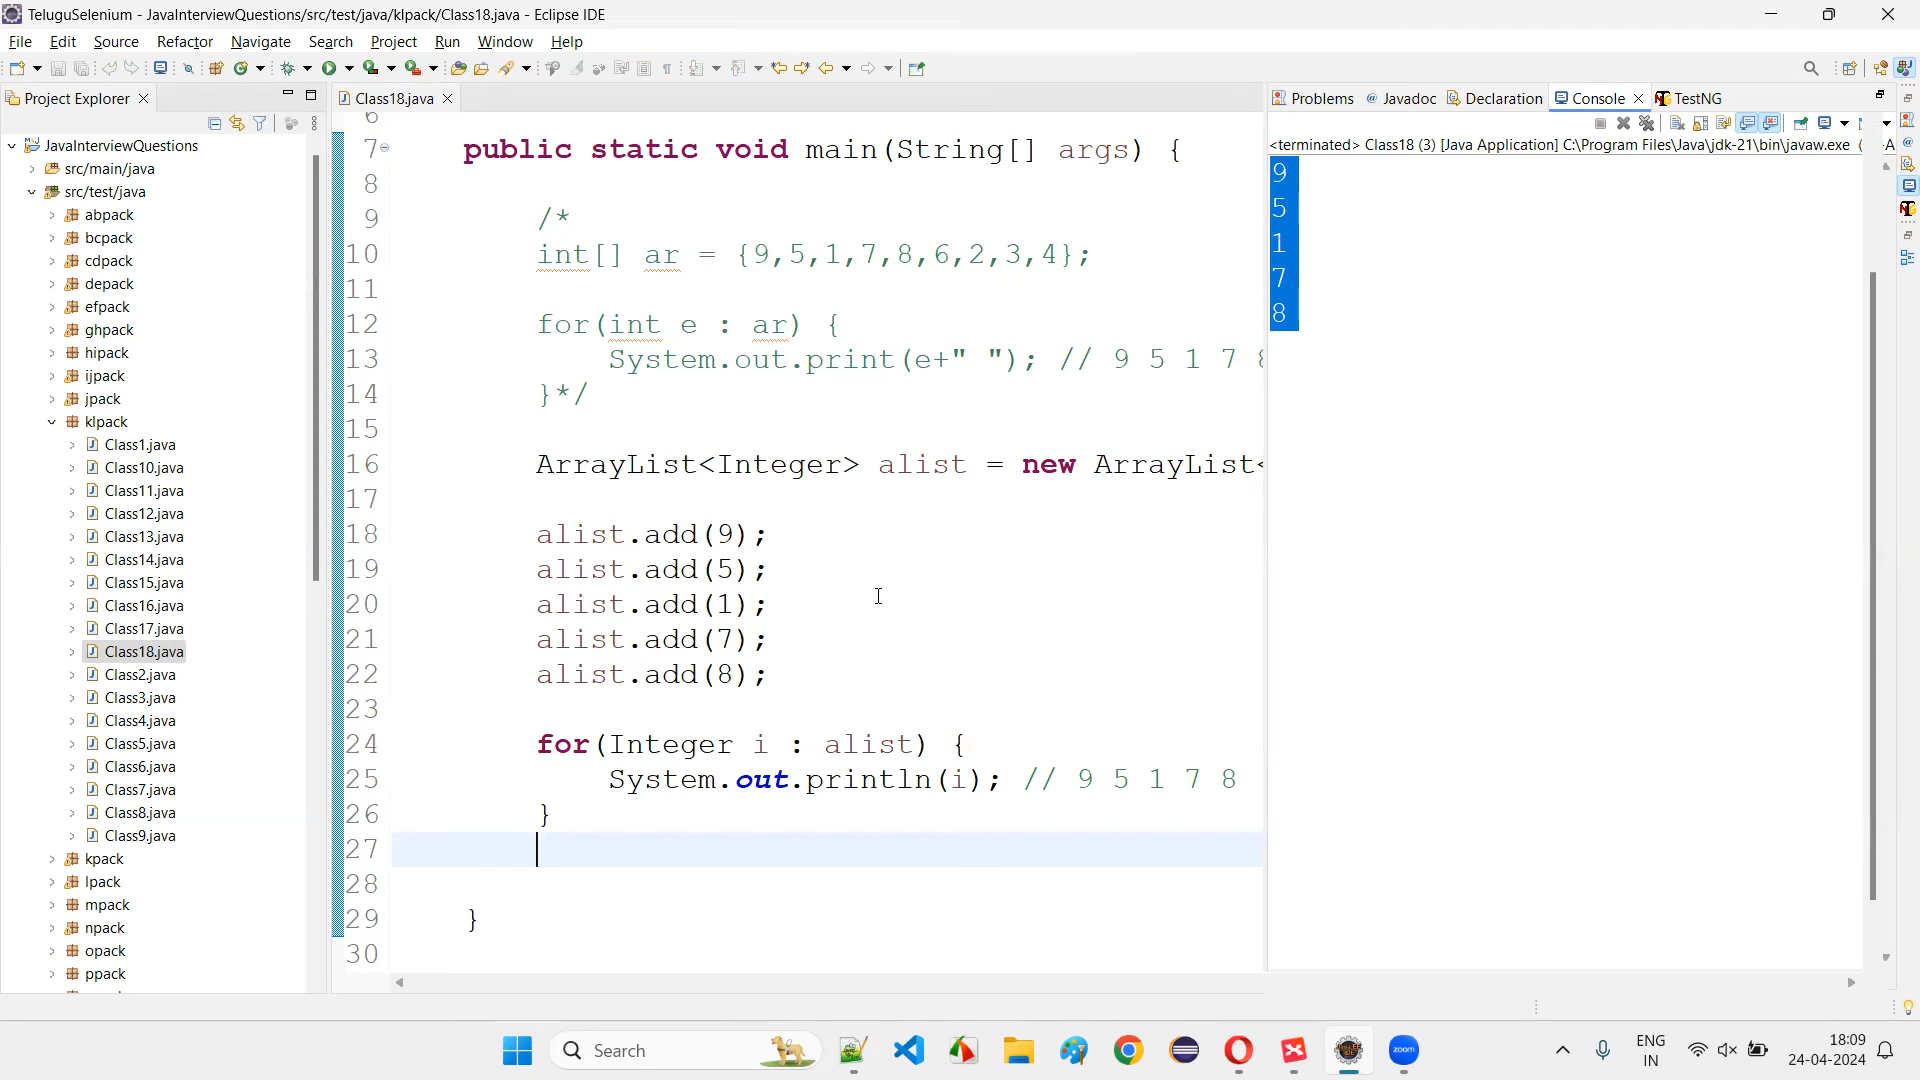 TeluguSelenium - JavaInterviewQuestions/src/test/java/klpack/Class18.java - Eclipse IDE
File Edit Source Refactor Navigate Search Project Run Window Help
Project Explorer
JavaInterviewQuestions
src/main/java
src/test/java
abpack
bcpack
cdpack
depack
efpack
ghpack
hipack
ijpack
jpack
klpack
Class1.java
Class10.java
Class11.java
Class12.java
Class13.java
Class14.java
Class15.java
Class16.java
Class17.java
Class18.java
Class2.java
Class3.java
Class4.java
Class5.java
Class6.java
Class7.java
Class8.java
Class9.java
kpack
lpack
mpack
npack
opack
ppack
Class18.java
6
7 public static void main(String[] args) {
8
9 /*
10 int[] ar = {9,5,1,7,8,6,2,3,4};
11
12 for(int e : ar) {
13 System.out.print(e+" "); // 9 5 1 7 8
14 }*/
15
16 ArrayList<Integer> alist = new ArrayList<
17
18 alist.add(9);
19 alist.add(5);
20 alist.add(1);
21 alist.add(7);
22 alist.add(8);
23
24 for(Integer i : alist) {
25 System.out.println(i); // 9 5 1 7 8
26 }
27
28
29 }
30
Problems Javadoc Declaration Console TestNG
<terminated> Class18 (3) [Java Application] C:\Program Files\Java\jdk-21\bin\javaw.exe (
9
5
1
7
8
Search
zoom
ENG
IN
18:09
24-04-2024